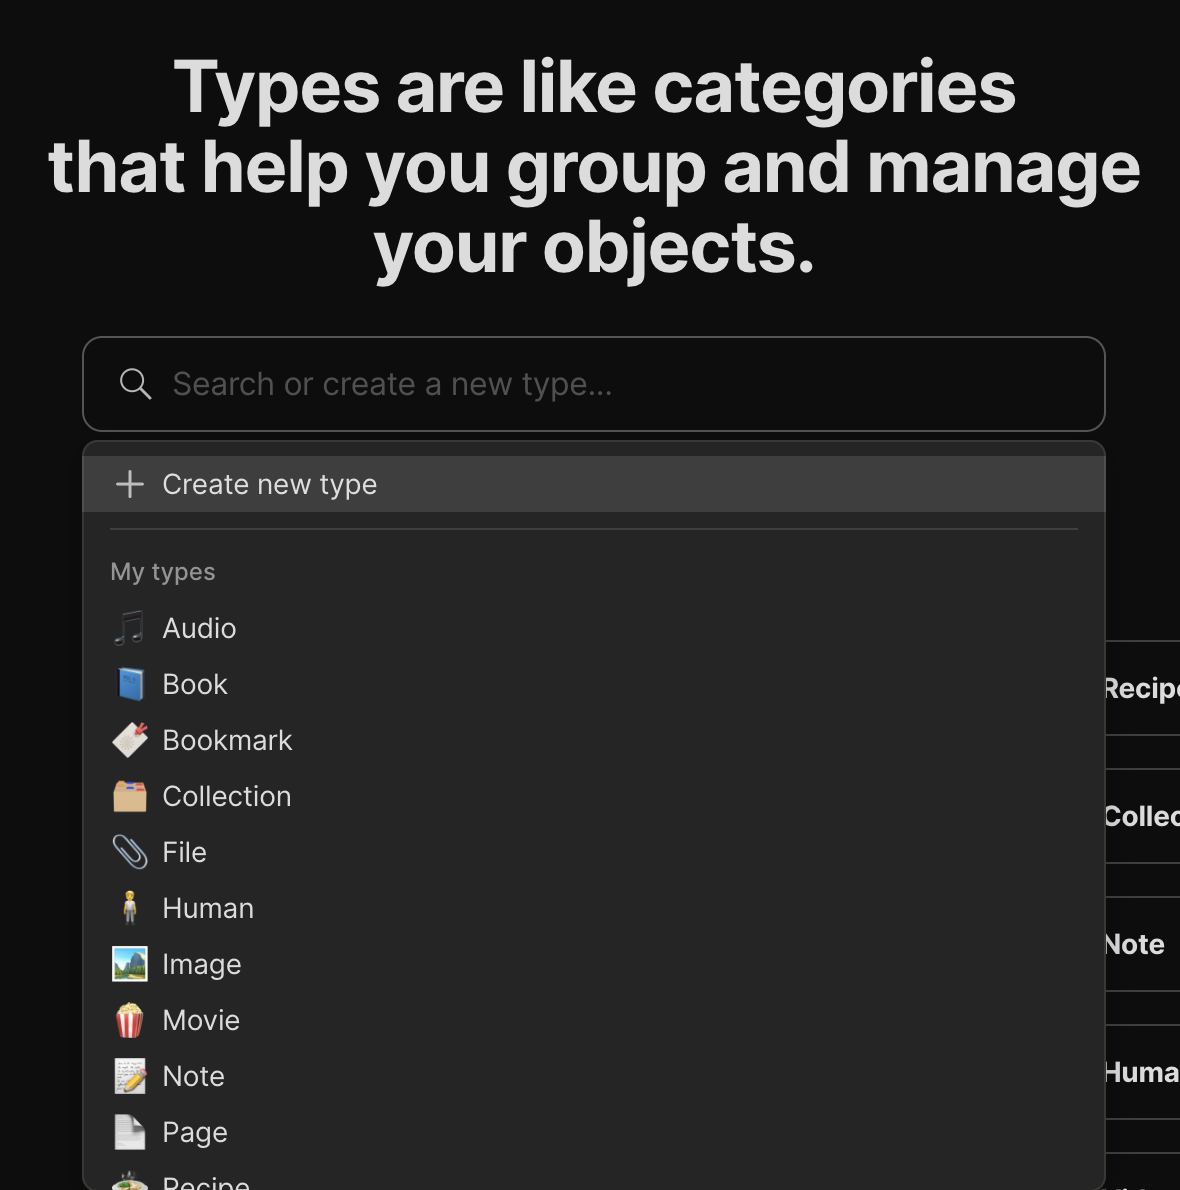 Types are like categories
that help you group and manage
your objects.
Search or create a new type...
Create new type
My types
Audio
Book
Bookmark
Collection
File
Human
Image
Movie
Note
Page
Recipe
Recipe
Collec
Note
Huma